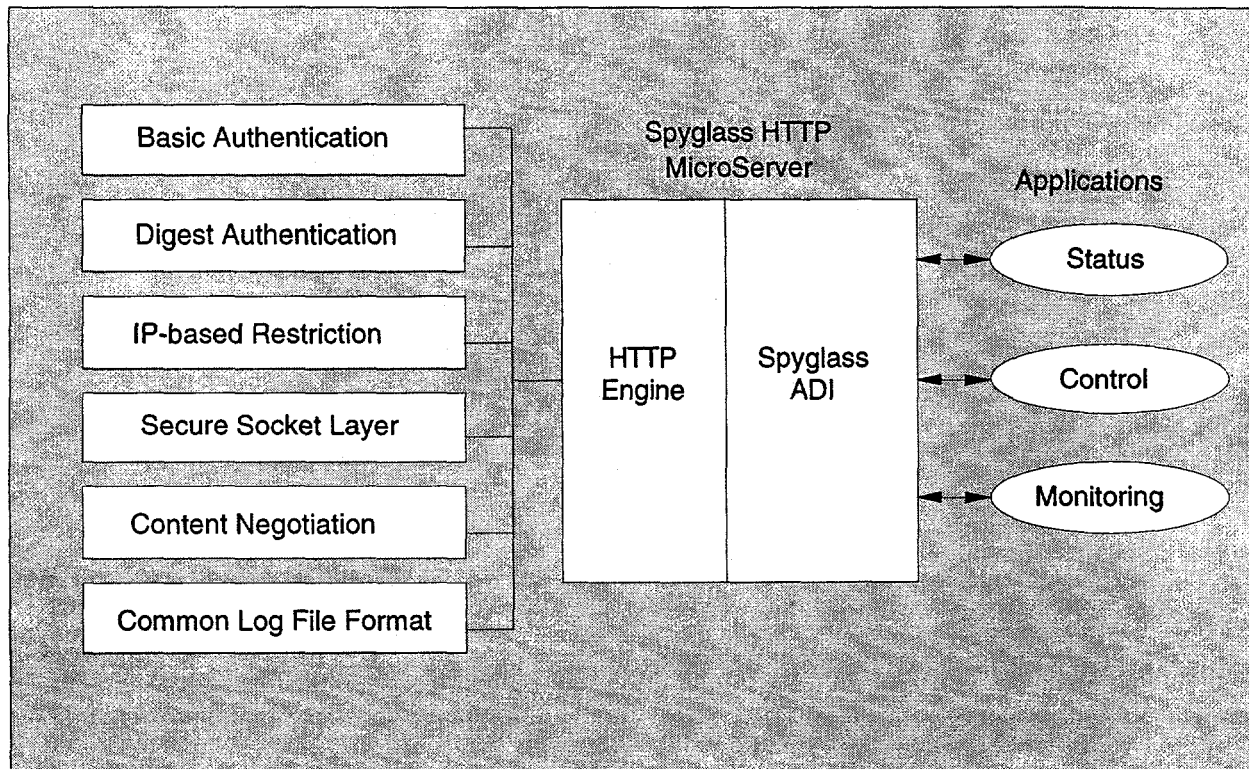 Basic Authentication
Digest Authentication
IP-based Restriction
Secure Socket Layer
Content Negotiation
Common Log File Format
Spyglass HTTP
MicroServer
HTTP
Engine
Spyglass
ADI
Applications
Status
Control
Monitoring